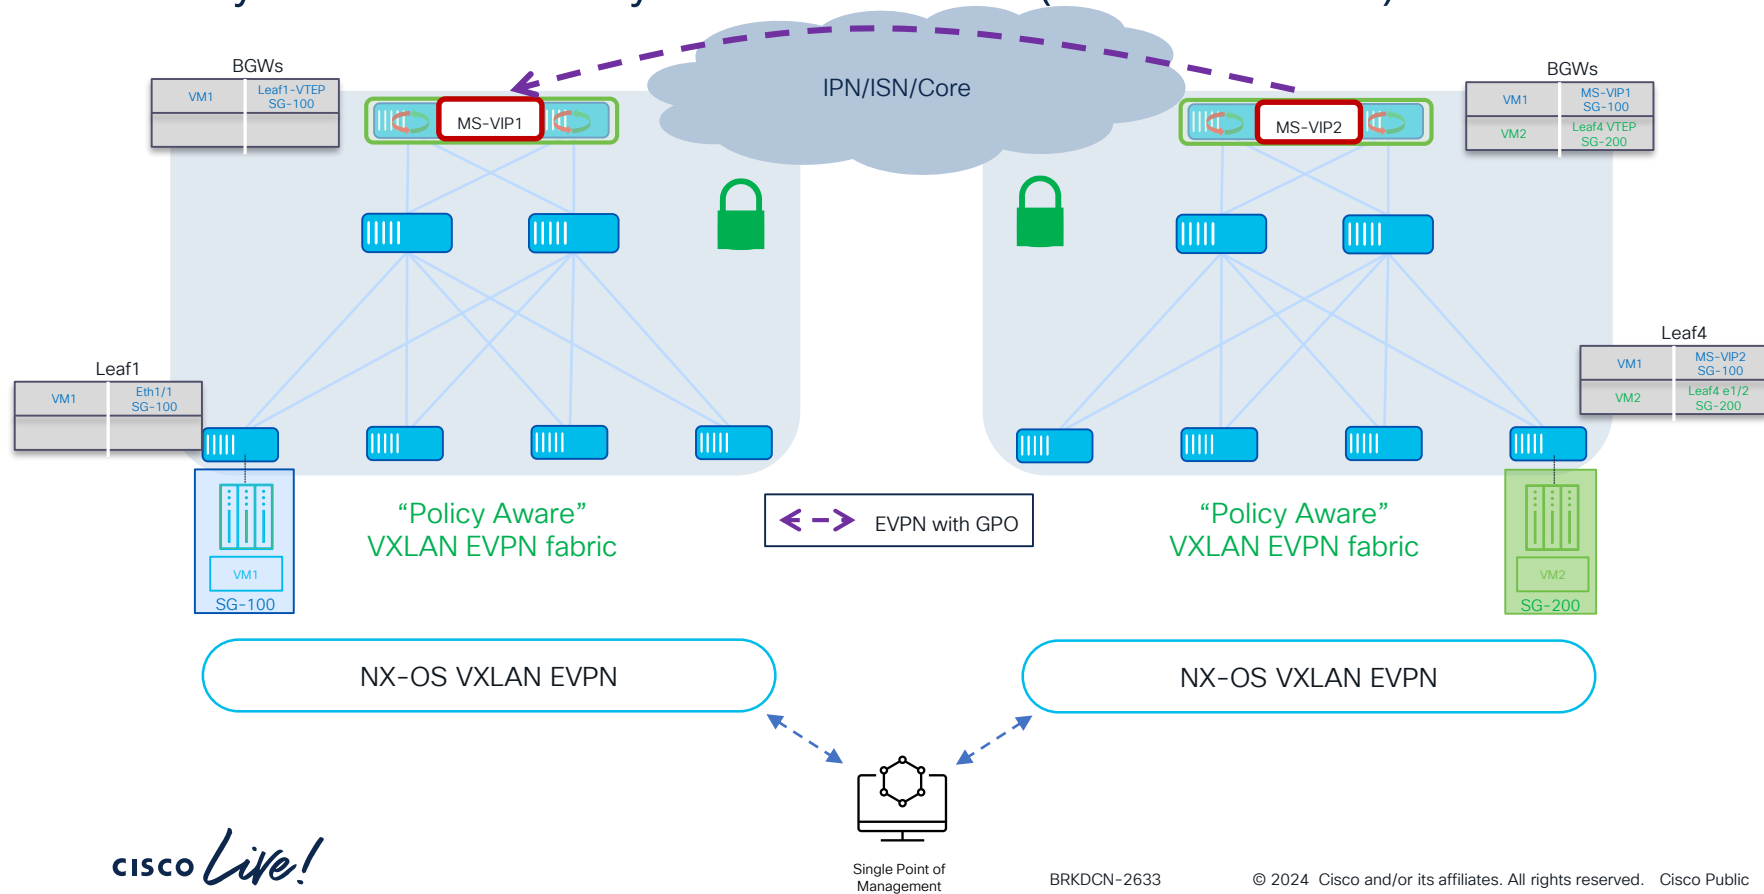 BGWs
VM1
Leaf1-VTEP
SG-100
MS-VIP1
IPN/ISN/Core
MS-VIP2
BGWs
VM1
MS-VIP1
SG-100
VM2
Leaf4 VTEP
SG-200
Leaf1
VM1
Eth1/1
SG-100
Leaf4
VM1
MS-VIP2
SG-100
VM2
Leaf4 e1/2
SG-200
VM1
SG-100
“Policy Aware”
VXLAN EVPN fabric
EVPN with GPO
“Policy Aware”
VXLAN EVPN fabric
VM2
SG-200
NX-OS VXLAN EVPN
NX-OS VXLAN EVPN
Single Point of
Management
CISCO Live!
BRKDCN-2633
© 2024 Cisco and/or its affiliates. All rights reserved. Cisco Public